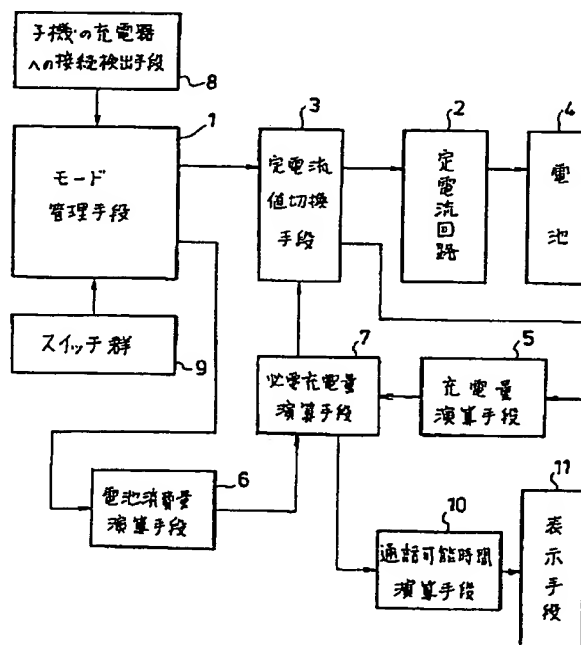 子機の充電器
への接続検出手段
8
1
モード
管理手段
スイッチ群
9
3
定電流
値切換
手段
2
定電流回路
4
電池
7
必電充電量
演算手段
5
充電量
演算手段
6
電池消費量
演算手段
10
通話可能時間
演算手段
11
表示手段